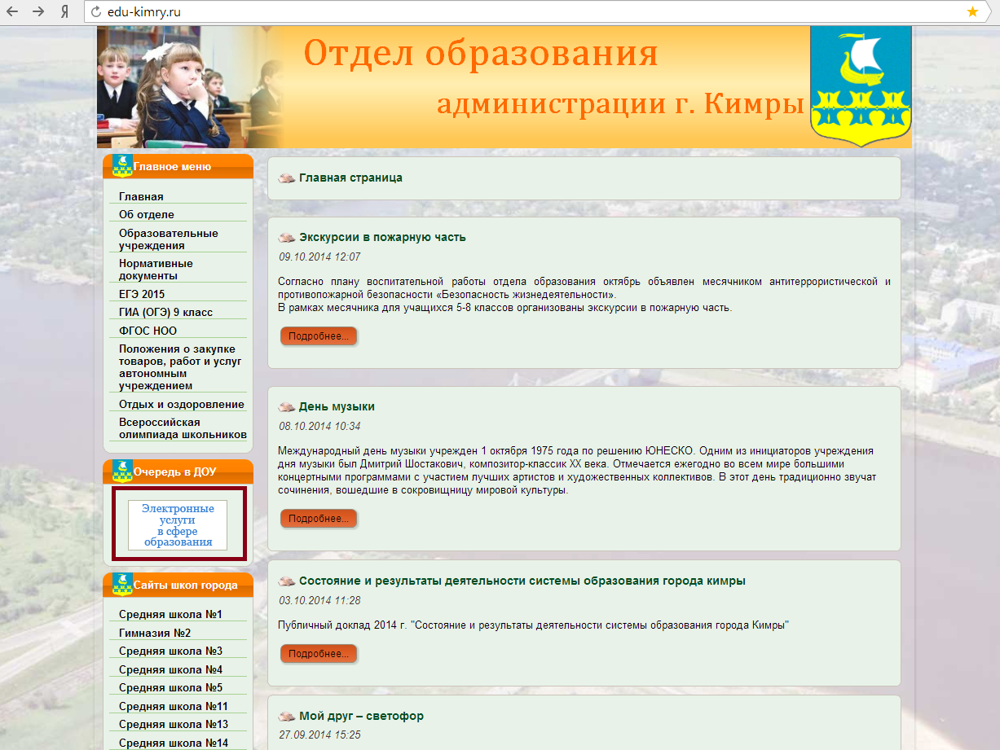 Я
edu-kimry.ru
Отдел образования
администрации г. Кимры
Главное меню
Главная
Об отделе
Образовательные
учреждения
Нормативные
документы
ЕГЭ 2015
ГИА (ОГЭ) 9 класс
ФГОС НОО
Положения о закупке
товаров, работ и услуг
автономным
учреждением
Отдых и оздоровление
Всероссийская
олимпиада школьников
Очередь в ДОУ
Электронные
услуги
в сфере
образования
Сайты школ города
Средняя школа №1
Гимназия №2
Средняя школа №3
Средняя школа №4
Средняя школа №5
Средняя школа №11
Средняя школа №13
Средняя школа №14
Главная страница
Экскурсии в пожарную часть
09.10.2014 12:07
Согласно плану воспитательной работы отдела образования октябрь объявлен месячником антитеррористической и
противопожарной безопасности «Безопасность жизнедеятельности».
В рамках месячника для учащихся 5-8 классов организованы экскурсии в пожарную часть.
Подробнее...
День музыки
08.10.2014 10:34
Международный день музыки учрежден 1 октября 1975 года по решению ЮНЕСКО. Одним из инициаторов учреждения
дня музыки был Дмитрий Шостакович, композитор-классик XX века. Отмечается ежегодно во всем мире большими
концертными программами с участием лучших артистов и художественных коллективов. В этот день традиционно звучат
сочинения, вошедшие в сокровищницу мировой культуры.
Подробнее...
Состояние и результаты деятельности системы образования города кимры
03.10.2014 11:28
Публичный доклад 2014 г. "Состояние и результаты деятельности системы образования города Кимры"
Подробнее...
Мой друг – светофор
27.09.2014 15:25